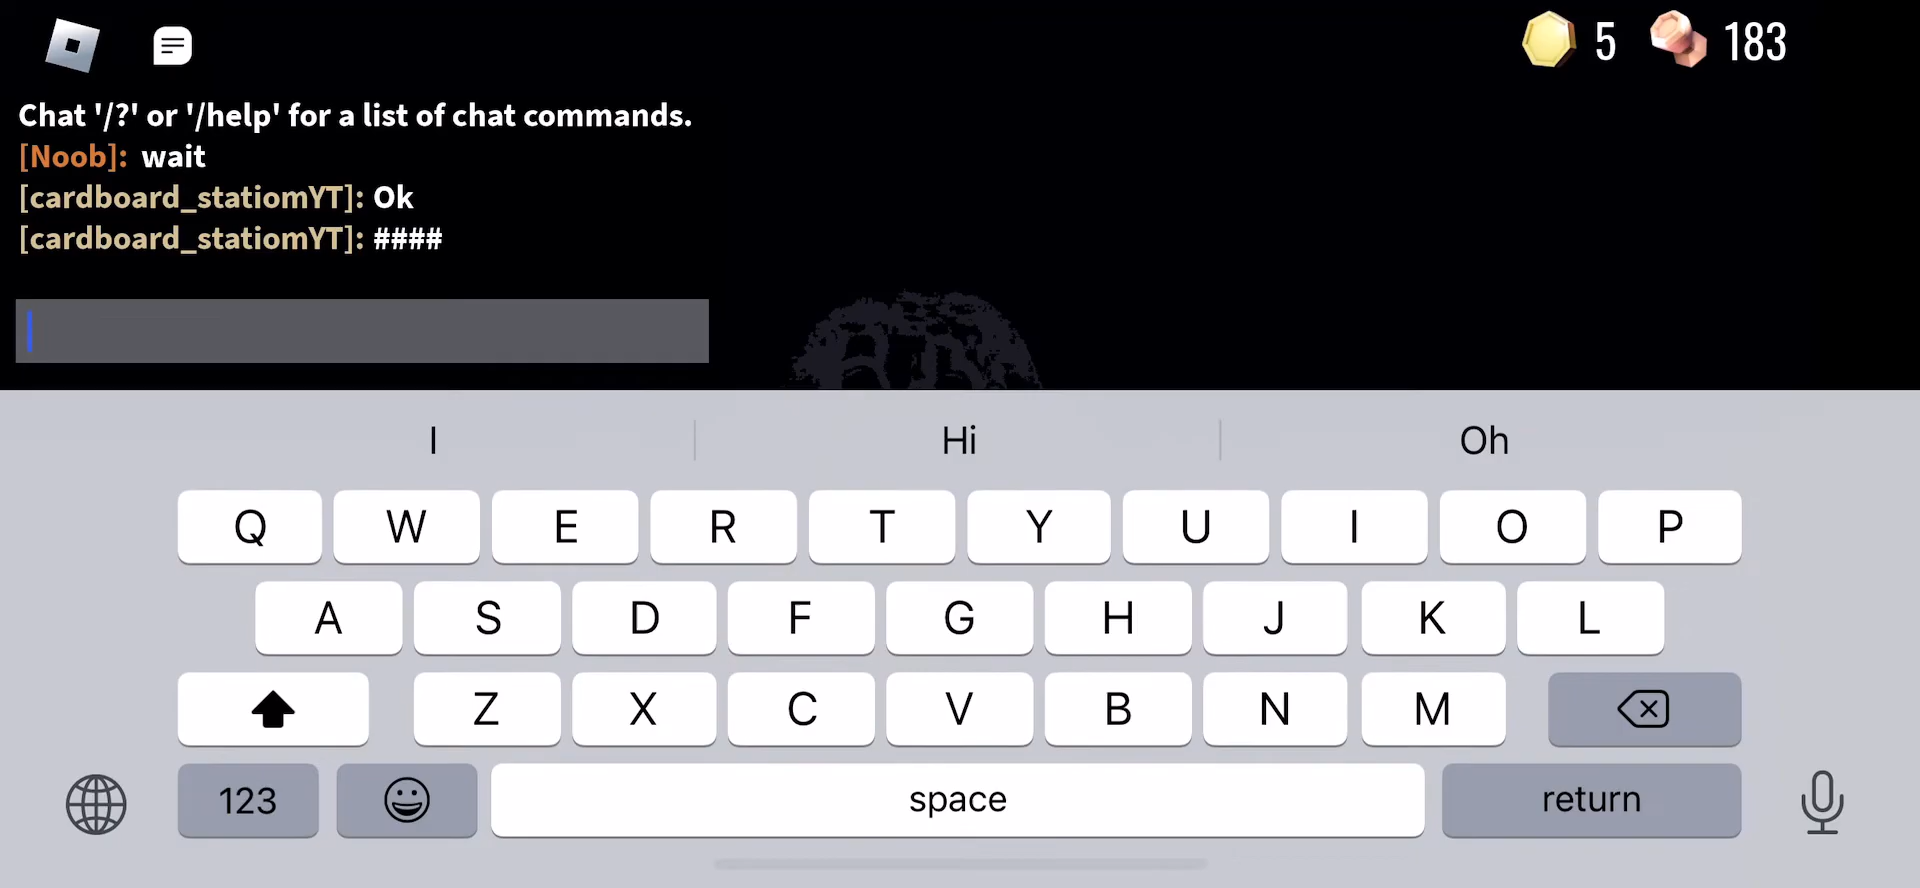 5 183
Chat '/?' or '/help' for a list of chat commands.
[Noob]: wait
[cardboard_statiomYT]: Ok
[cardboard_statiomYT]: ####
I Hi Oh
Q W E R T Y U I O P
A S D F G H J K L
Z X C V B N M
123 space return